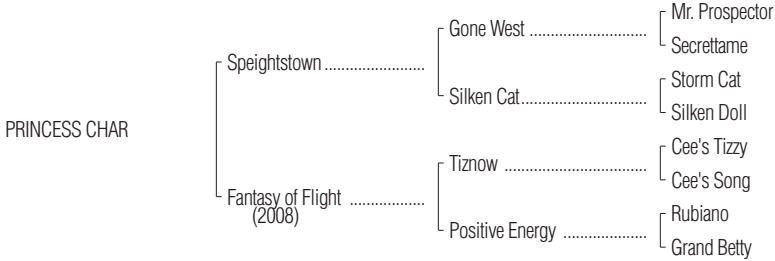 Mr. Prospector
Gone West ..........................
Secrettame
Speightstown ......................
Storm Cat
Silken Cat............................
Silken Doll
PRINCESS CHAR
Cee's Tizzy
Tiznow ................................
Cee's Song
Fantasy of Flight .................
(2008)
Rubiano
Positive Energy ...................
Grand Betty